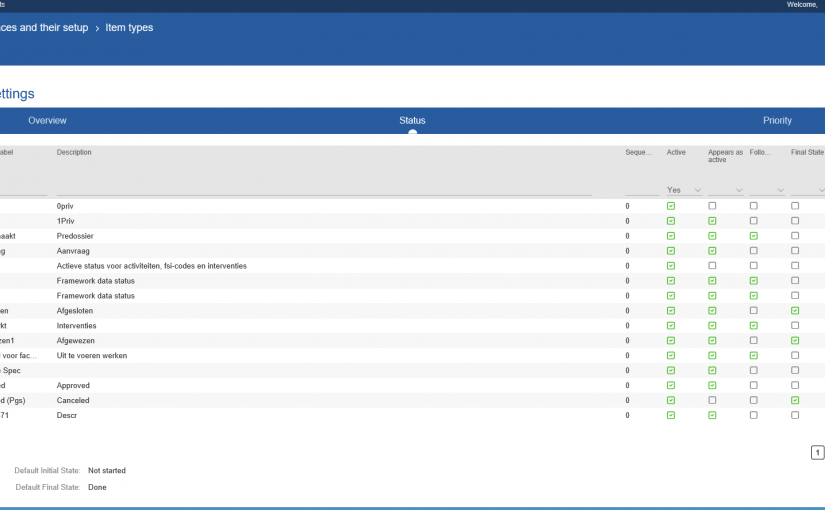 ts Welcome,
ces and their setup > Item types
ettings
Overview Status Priority
abel Description Seque... Active Appears as active Follo... Final State
Yes
0priv 0
1Priv 0
aakt Predossier 0
g Aanvraag 0
Actieve status voor activiteiten, fsi-codes en interventies 0
Framework data status 0
Framework data status 0
en Afgesloten 0
kt Interventies 0
zen1 Afgewezen 0
voor fac... Uit te voeren werken 0
Spec 0
ed Approved 0
d (Pgs) Canceled 0
71 Descr 0
1
Default Initial State: Not started
Default Final State: Done